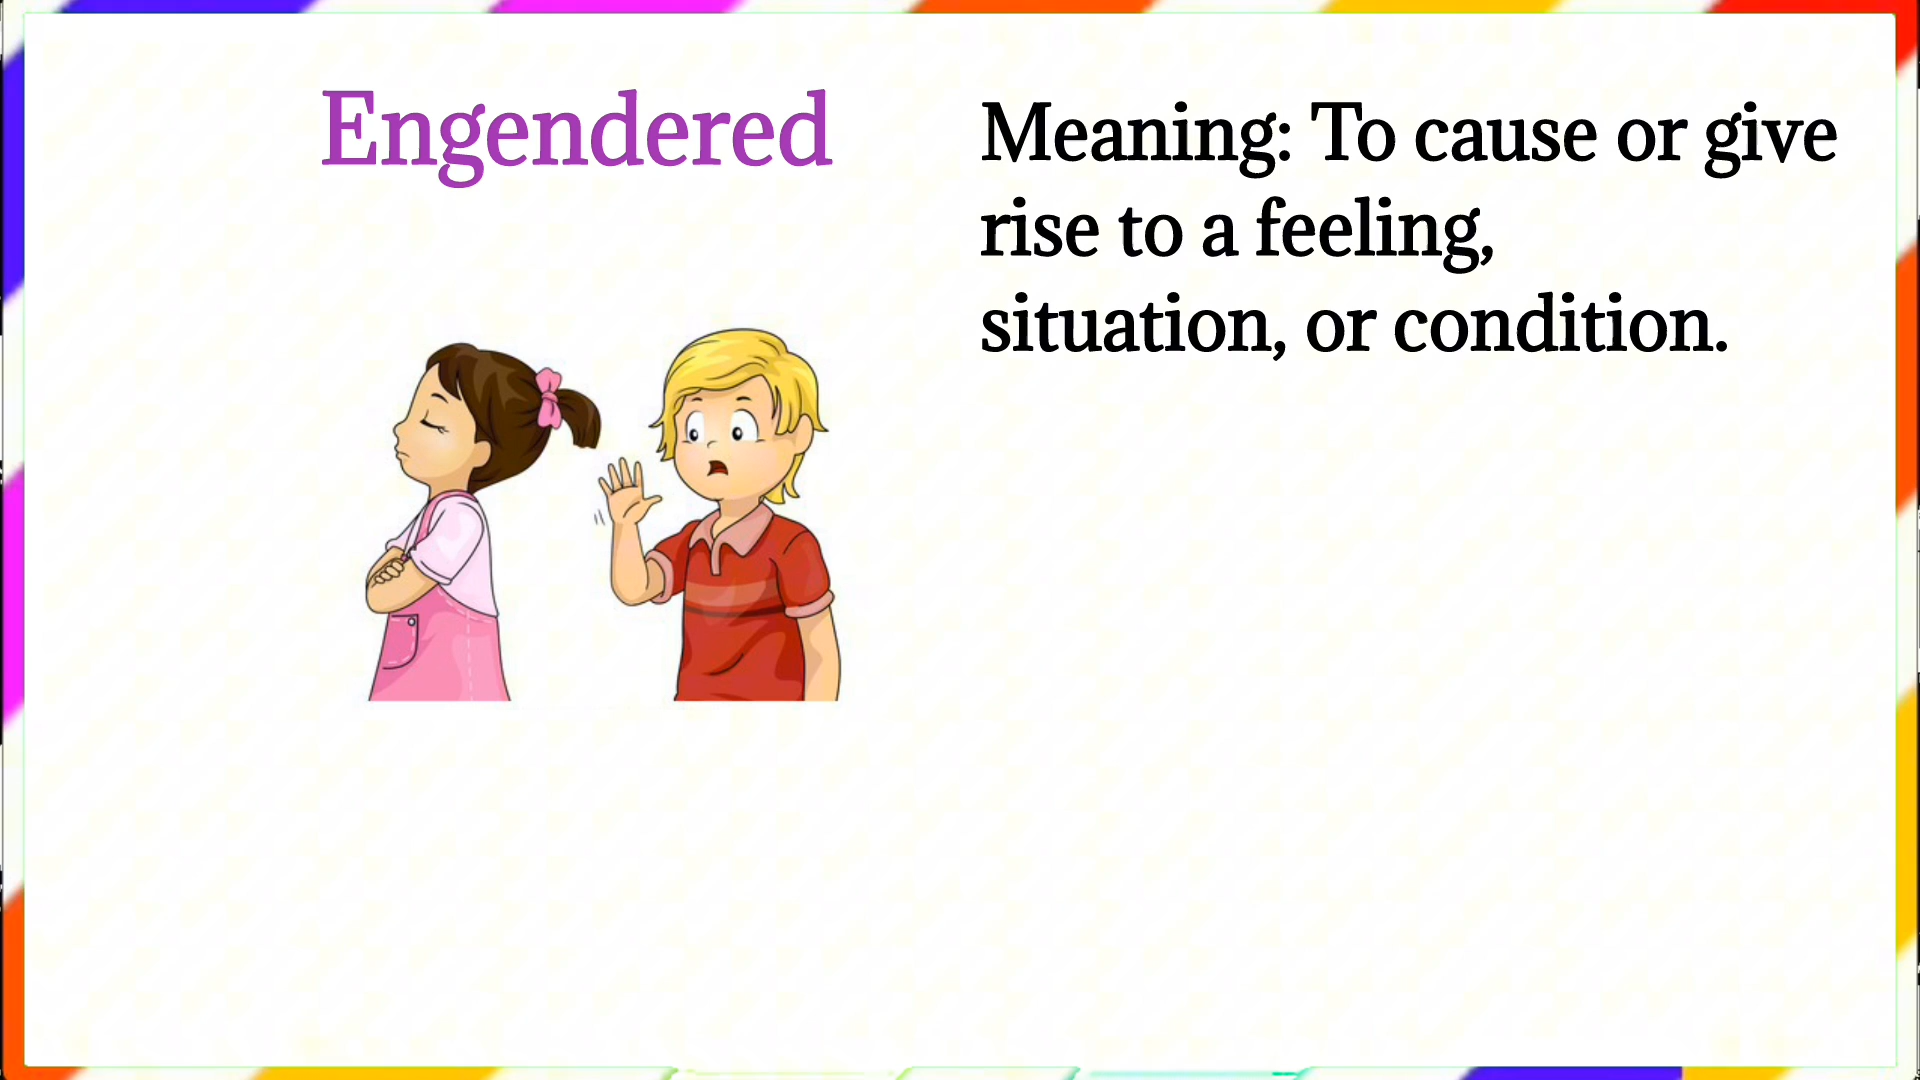 Engendered
Meaning: To cause or give
rise to a feeling,
situation, or condition.